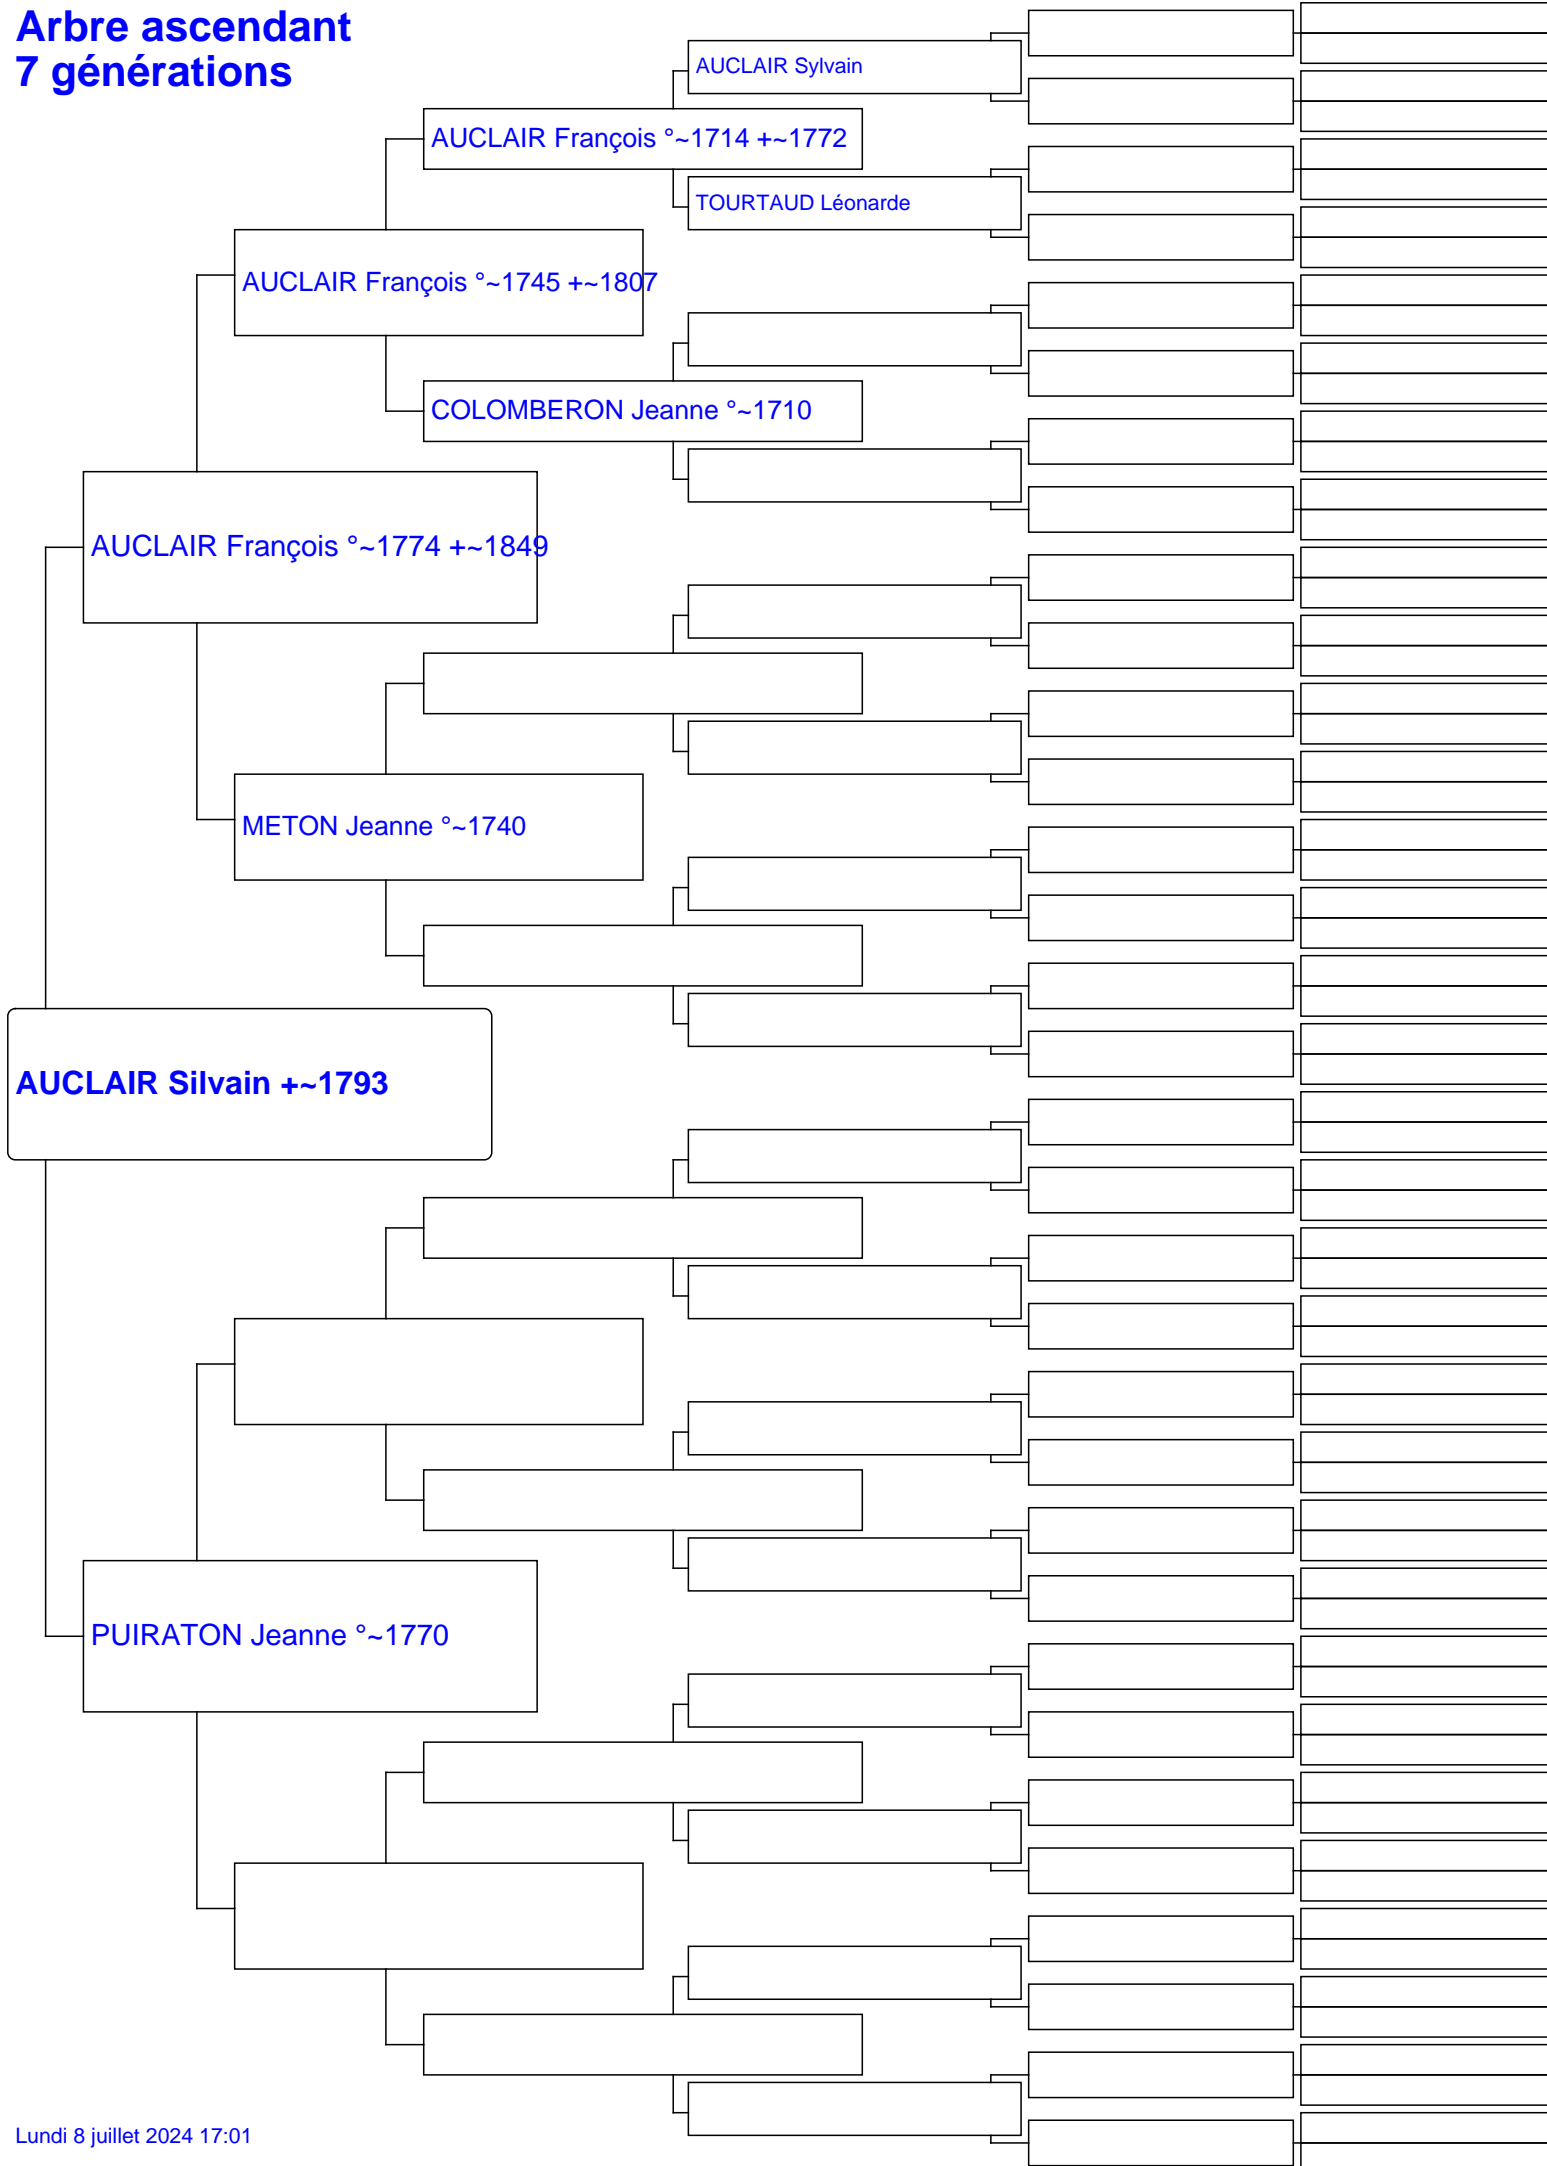 Arbre ascendant
7 générations
AUCLAIR Sylvain
AUCLAIR François °~1714 +~1772
TOURTAUD Léonarde
AUCLAIR François °~1745 +~1807
COLOMBERON Jeanne °~1710
AUCLAIR François °~1774 +~1849
METON Jeanne °~1740
AUCLAIR Silvain +~1793
PUIRATON Jeanne °~1770
Lundi 8 juillet 2024 17:01